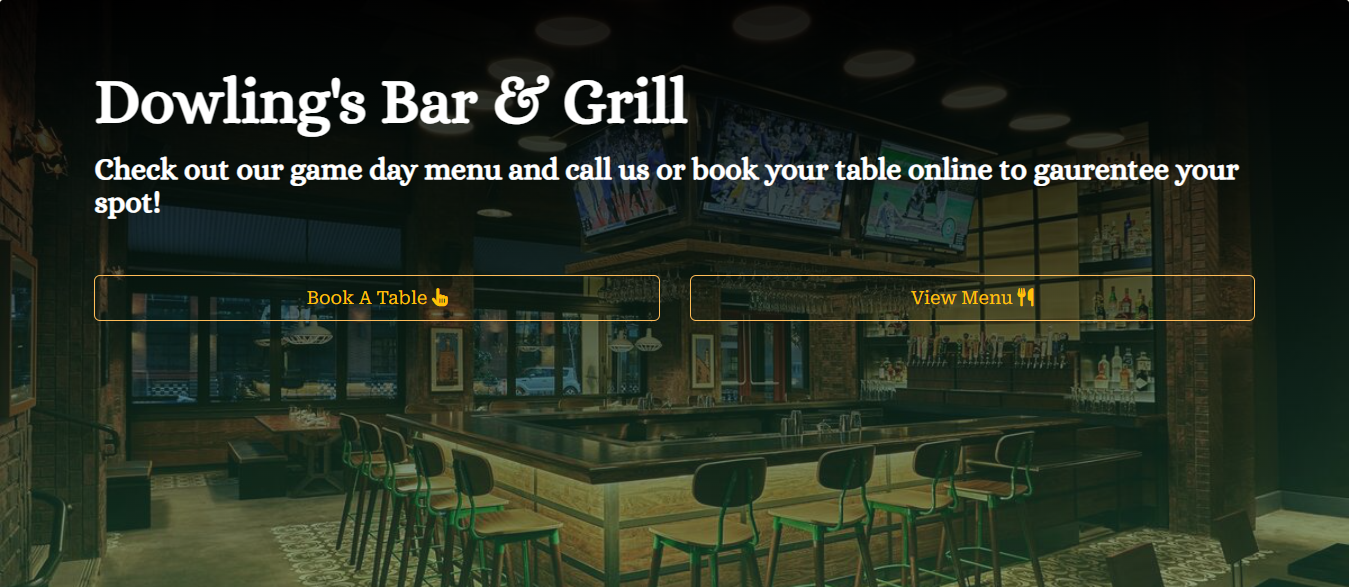 Dowling's Bar & Grill
Check out our game day menu and call us or book your table online to gaurentee your
spot!
Book A Table
View Menu